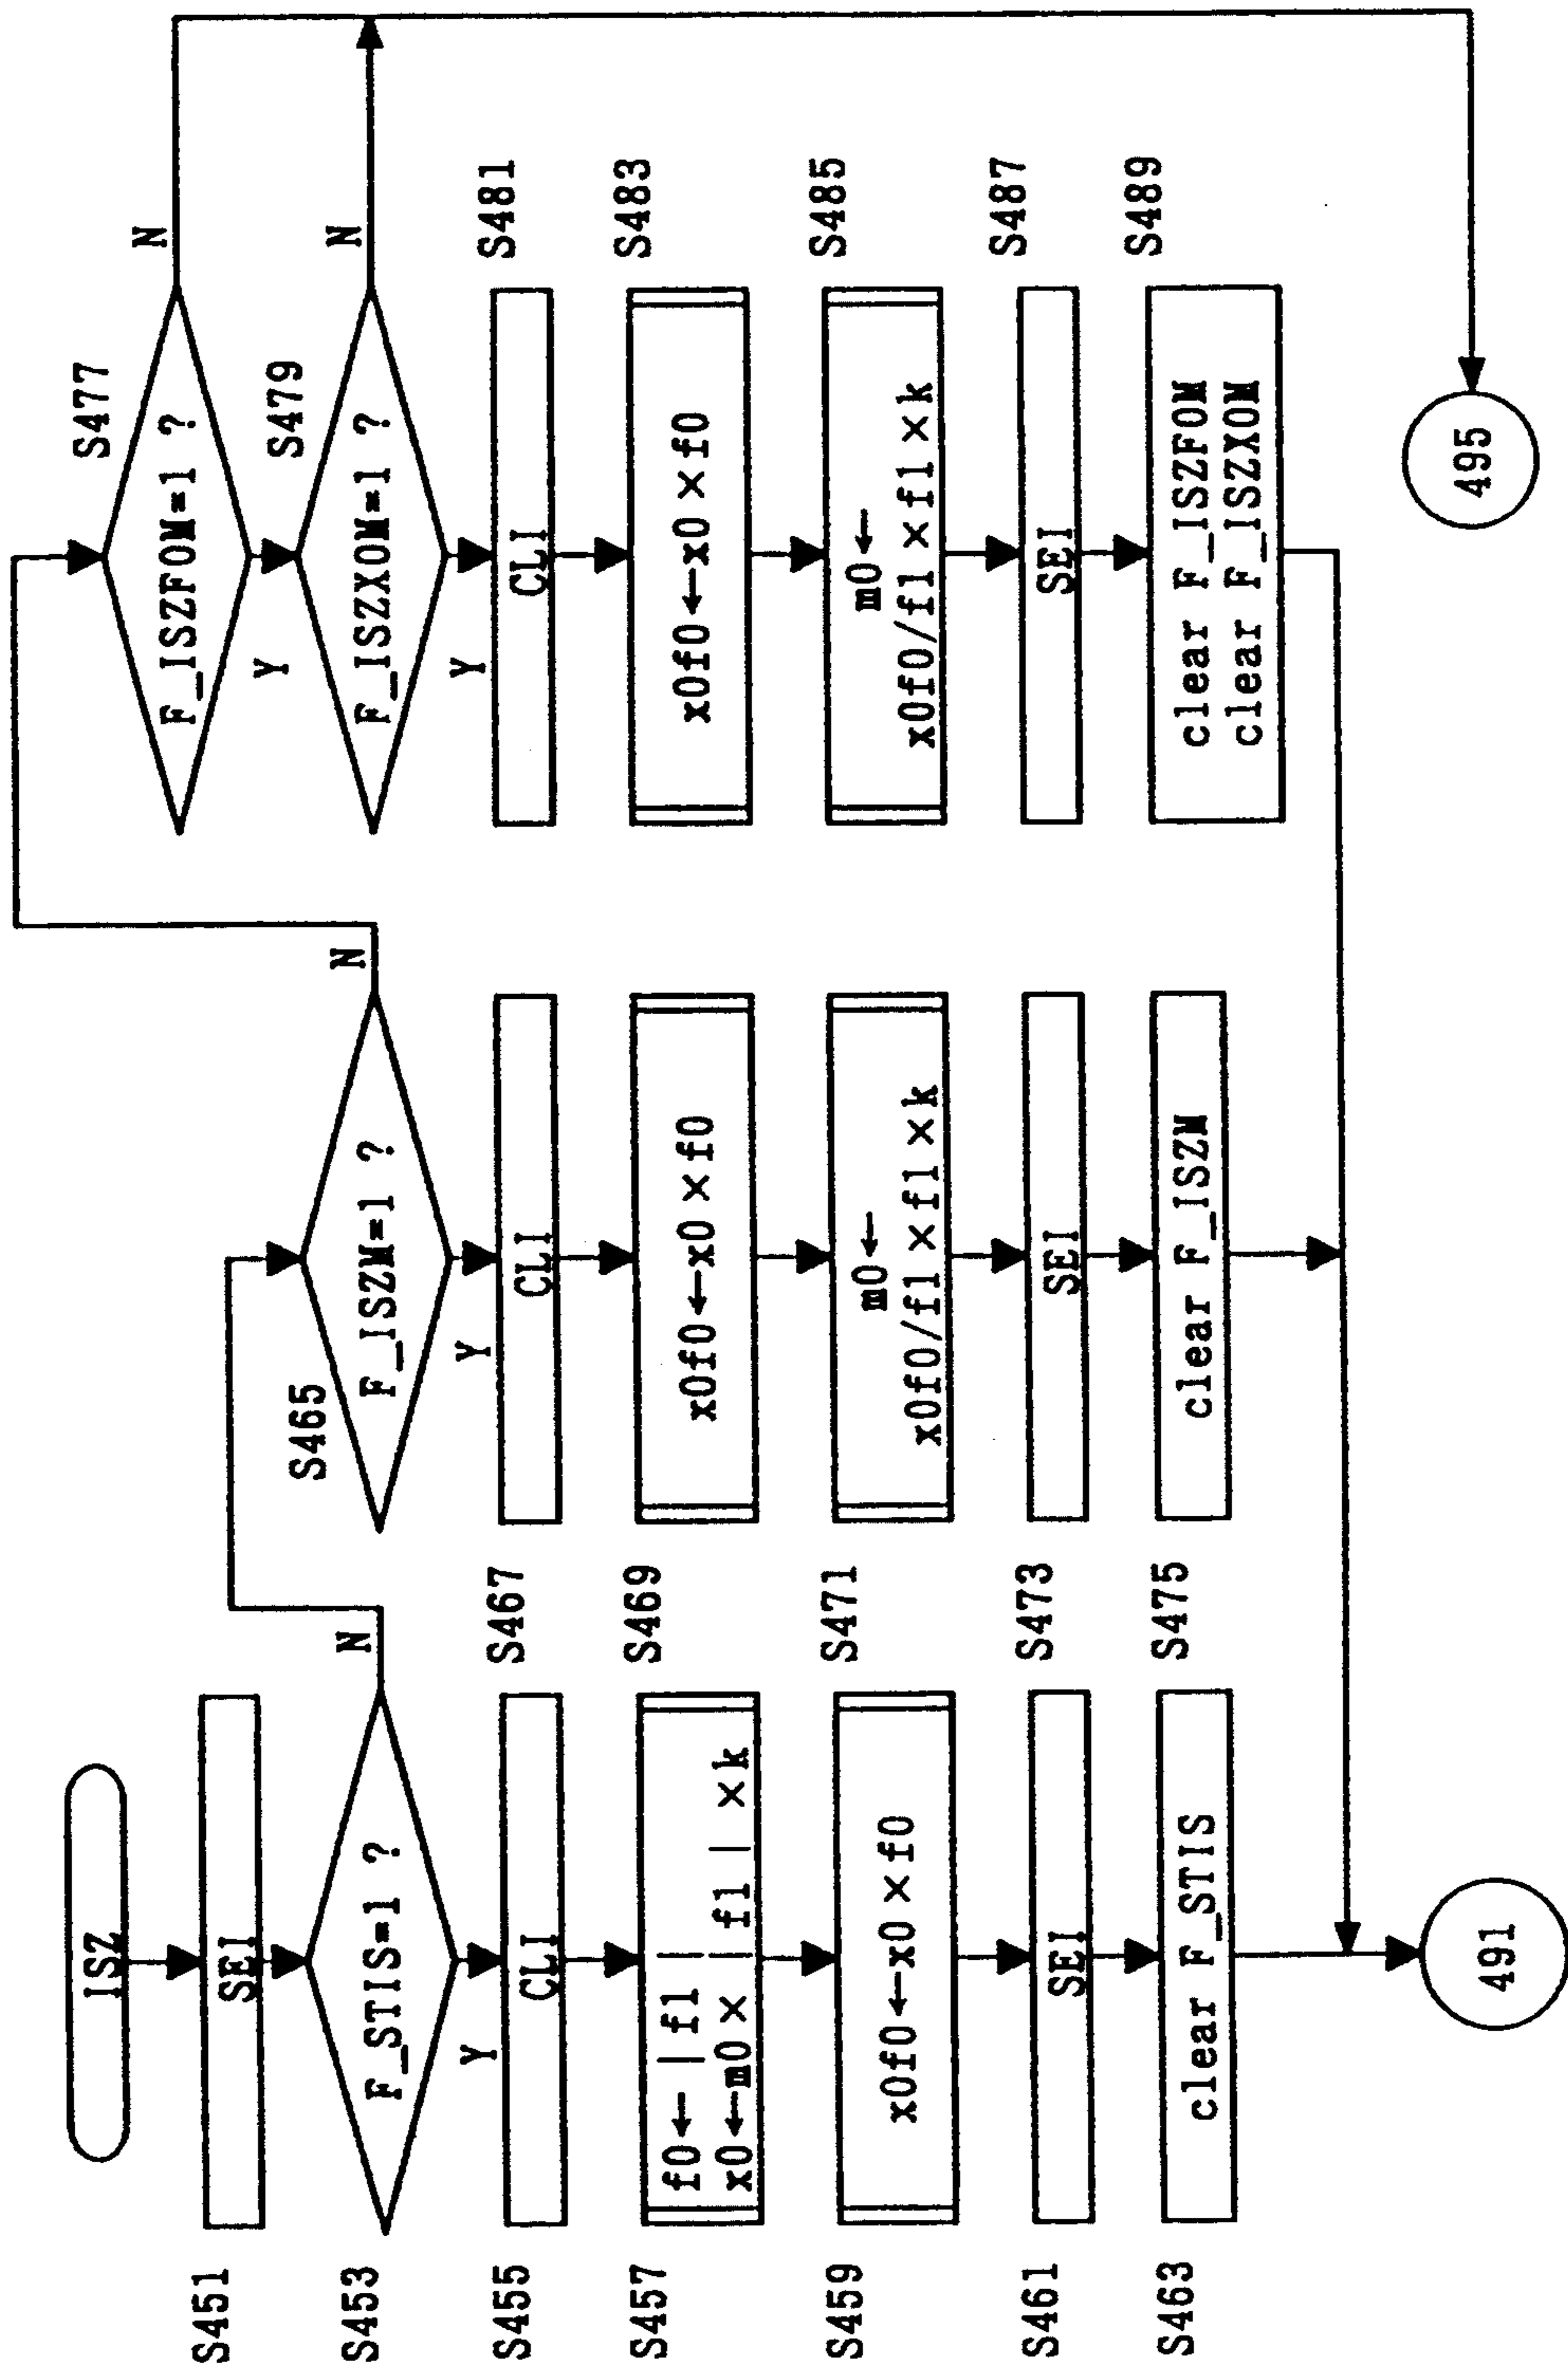 ISZ
S451
SEI
S453
F_STIS=1 ?
N
Y
S455
CLI
S457
f0←|f1|
x0←m0×|f1|×k
S459
x0f0←x0×f0
S461
SEI
S463
clear F_STIS
491
S465
F_ISZM=1 ?
N
Y
S467
CLI
S469
x0f0←x0×f0
S471
m0←
x0f0/f1×f1×k
S473
SEI
S475
clear F_ISZM
S477
F_ISZF0M=1 ?
N
Y
S479
F_ISZX0M=1 ?
N
Y
S481
CLI
S483
x0f0←x0×f0
S485
m0←
x0f0/f1×f1×k
S487
SEI
S489
clear F_ISZF0M
clear F_ISZX0M
495